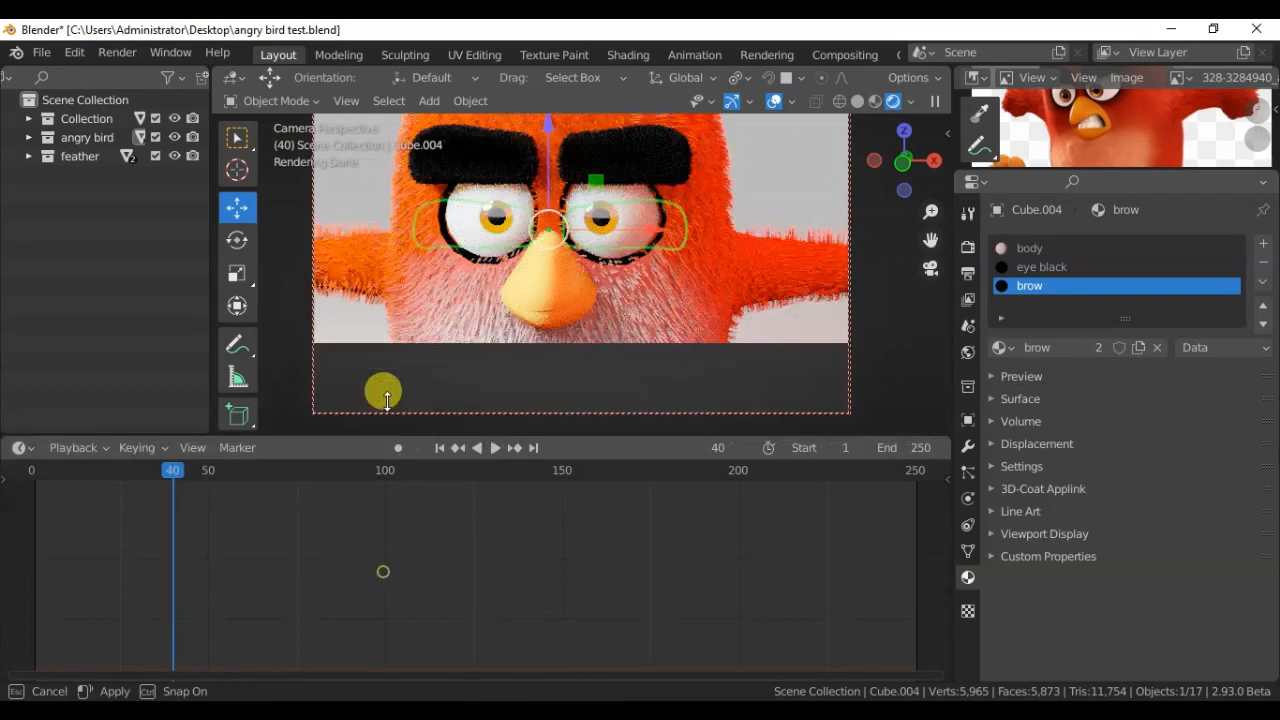 Blender* [C:\Users\Administrator\Desktop\angry bird test.blend]
File Edit Render Window Help
Layout Modeling Sculpting UV Editing Texture Paint Shading Animation Rendering Compositing
Scene
View Layer
Orientation: Default Drag: Select Box Global Options
View View Image 328-3284940_
Object Mode View Select Add Object
Scene Collection
Collection
angry bird
feather 2
Camera Perspective
(40) Scene Collection | Cube.004
Rendering Done
Z
X
Cube.004 brow
body
eye black
brow
brow 2 Data
Preview
Surface
Volume
Displacement
Settings
3D-Coat Applink
Line Art
Viewport Display
Custom Properties
Playback Keying View Marker 40 Start 1 End 250
0 40 50 100 150 200 250
Esc Cancel Apply Ctrl Snap On
Scene Collection | Cube.004 | Verts:5,965 | Faces:5,873 | Tris:11,754 | Objects:1/17 | 2.93.0 Beta